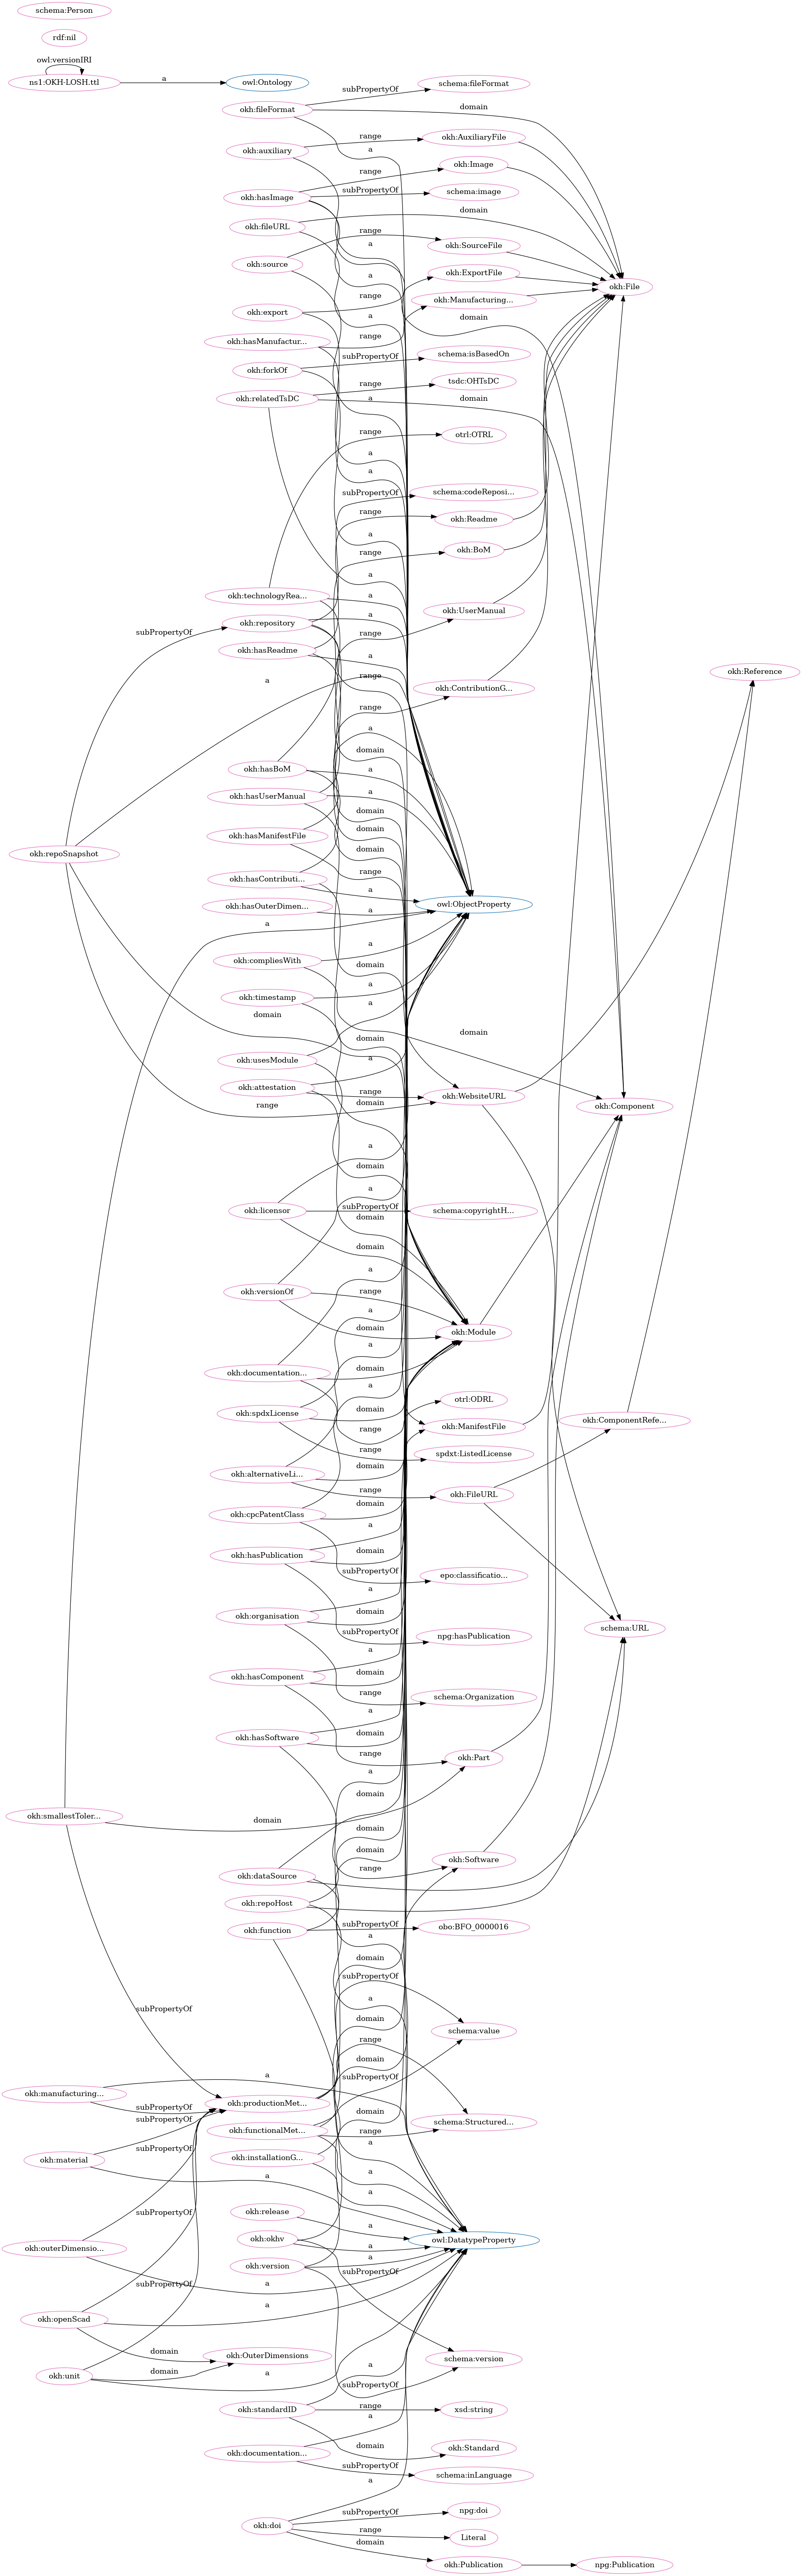 schema:Person
rdf:nil
owl:versionIRI
ns1:OKH-LOSH.ttl
a
owl:Ontology
okh:fileFormat
subPropertyOf
schema:fileFormat
domain
okh:auxiliary
range
a
okh:AuxiliaryFile
okh:hasImage
range
okh:Image
subPropertyOf
schema:image
okh:fileURL
domain
okh:source
range
a
okh:SourceFile
okh:export
a
range
okh:ExportFile
okh:File
okh:Manufacturing...
a
domain
okh:hasManufactur...
range
okh:forkOf
subPropertyOf
schema:isBasedOn
okh:relatedTsDC
range
tsdc:OHTsDC
a
domain
otrl:OTRL
range
a
a
subPropertyOf
schema:codeReposi...
range
okh:Readme
a
range
okh:BoM
okh:technologyRea...
a
okh:repository
a
okh:UserManual
subPropertyOf
range
okh:hasReadme
a
okh:Reference
a
range
okh:ContributionG...
range
a
domain
okh:hasBoM
a
okh:hasUserManual
a
domain
okh:hasManifestFile
domain
okh:repoSnapshot
domain
okh:hasContributi...
range
a
okh:hasOuterDimen...
a
owl:ObjectProperty
a
okh:compliesWith
a
domain
okh:timestamp
a
a
domain
domain
domain
okh:usesModule
a
okh:attestation
range
okh:WebsiteURL
range
domain
okh:Component
a
domain
okh:licensor
a
subPropertyOf
schema:copyrightH...
domain
domain
a
okh:versionOf
range
okh:Module
domain
okh:documentation...
domain
otrl:ODRL
okh:spdxLicense
domain
okh:ManifestFile
okh:ComponentRefe...
range
a
range
spdxt:ListedLicense
okh:alternativeLi...
domain
range
okh:FileURL
okh:cpcPatentClass
domain
a
a
okh:hasPublication
domain
subPropertyOf
epo:classificatio...
okh:organisation
a
domain
subPropertyOf
npg:hasPublication
schema:URL
okh:hasComponent
a
domain
range
schema:Organization
okh:hasSoftware
a
domain
range
okh:Part
a
domain
okh:smallestToler...
domain
domain
domain
range
okh:Software
okh:dataSource
okh:repoHost
okh:function
subPropertyOf
obo:BFO_0000016
a
domain
subPropertyOf
a
domain
schema:value
subPropertyOf
range
domain
subPropertyOf
okh:manufacturing...
a
subPropertyOf
okh:productionMet...
schema:Structured...
subPropertyOf
okh:functionalMet...
range
domain
a
okh:material
subPropertyOf
okh:installationG...
a
a
a
subPropertyOf
okh:release
a
okh:outerDimensio...
okh:okhv
a
owl:DatatypeProperty
okh:version
a
a
subPropertyOf
subPropertyOf
okh:openScad
a
domain
okh:OuterDimensions
schema:version
okh:unit
domain
a
a
subPropertyOf
okh:standardID
range
xsd:string
a
domain
okh:Standard
okh:documentation...
subPropertyOf
schema:inLanguage
a
okh:doi
subPropertyOf
npg:doi
range
Literal
domain
okh:Publication
npg:Publication